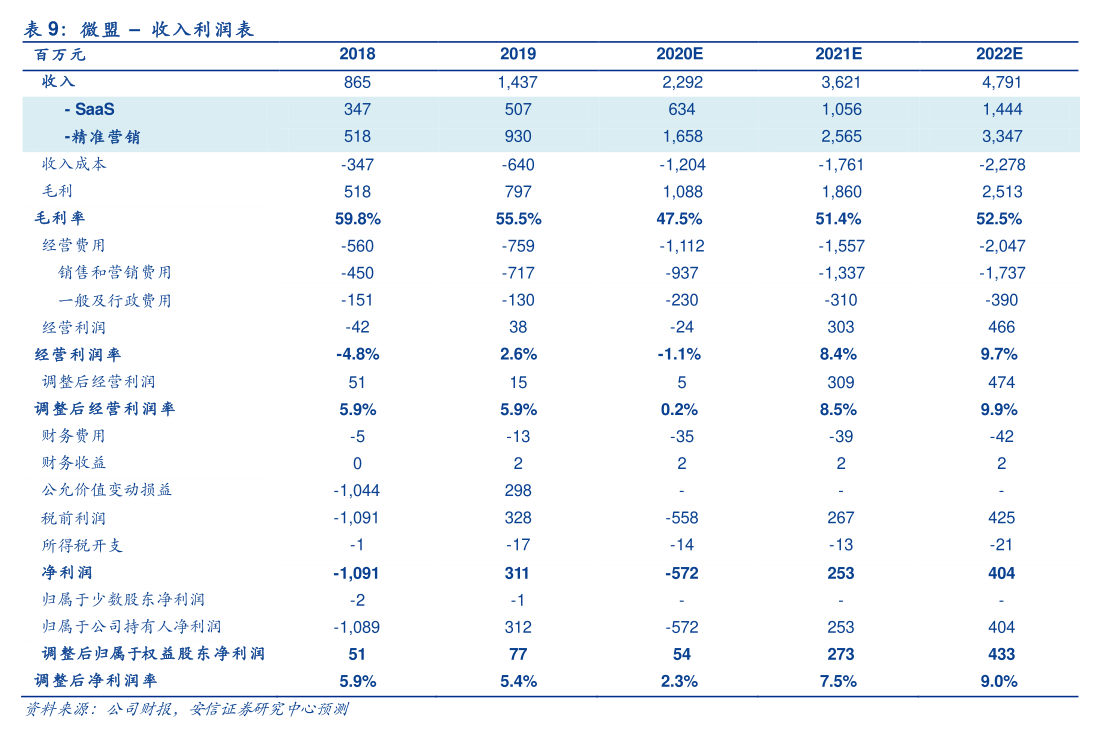 表 9：微盟 – 收入利润表
百万元 2018 2019 2020E 2021E 2022E
收入 865 1,437 2,292 3,621 4,791
- SaaS 347 507 634 1,056 1,444
-精准营销 518 930 1,658 2,565 3,347
收入成本 -347 -640 -1,204 -1,761 -2,278
毛利 518 797 1,088 1,860 2,513
毛利率 59.8% 55.5% 47.5% 51.4% 52.5%
经营费用 -560 -759 -1,112 -1,557 -2,047
销售和营销费用 -450 -717 -937 -1,337 -1,737
一般及行政费用 -151 -130 -230 -310 -390
经营利润 -42 38 -24 303 466
经营利润率 -4.8% 2.6% -1.1% 8.4% 9.7%
调整后经营利润 51 15 5 309 474
调整后经营利润率 5.9% 5.9% 0.2% 8.5% 9.9%
财务费用 -5 -13 -35 -39 -42
财务收益 0 2 2 2 2
公允价值变动损益 -1,044 298 - - -
税前利润 -1,091 328 -558 267 425
所得税开支 -1 -17 -14 -13 -21
净利润 -1,091 311 -572 253 404
归属于少数股东净利润 -2 -1 - - -
归属于公司持有人净利润 -1,089 312 -572 253 404
调整后归属于权益股东净利润 51 77 54 273 433
调整后净利润率 5.9% 5.4% 2.3% 7.5% 9.0%
资料来源：公司财报，安信证券研究中心预测